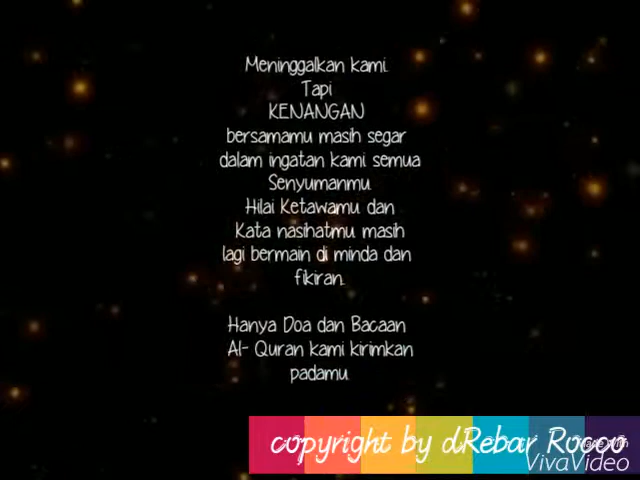 Meninggalkan kami.
Tapi
KENANGAN
bersamamu masih segar
dalam ingatan kami semua
Senyumanmu
Hilai Ketawamu dan
Kata nasihatmu masih
lagi bermain di minda dan
fikiran.
Hanya Doa dan Bacaan
Al- Quran kami kirimkan
padamu.
copyright by dRebar Rocco
Made With
VivaVideo